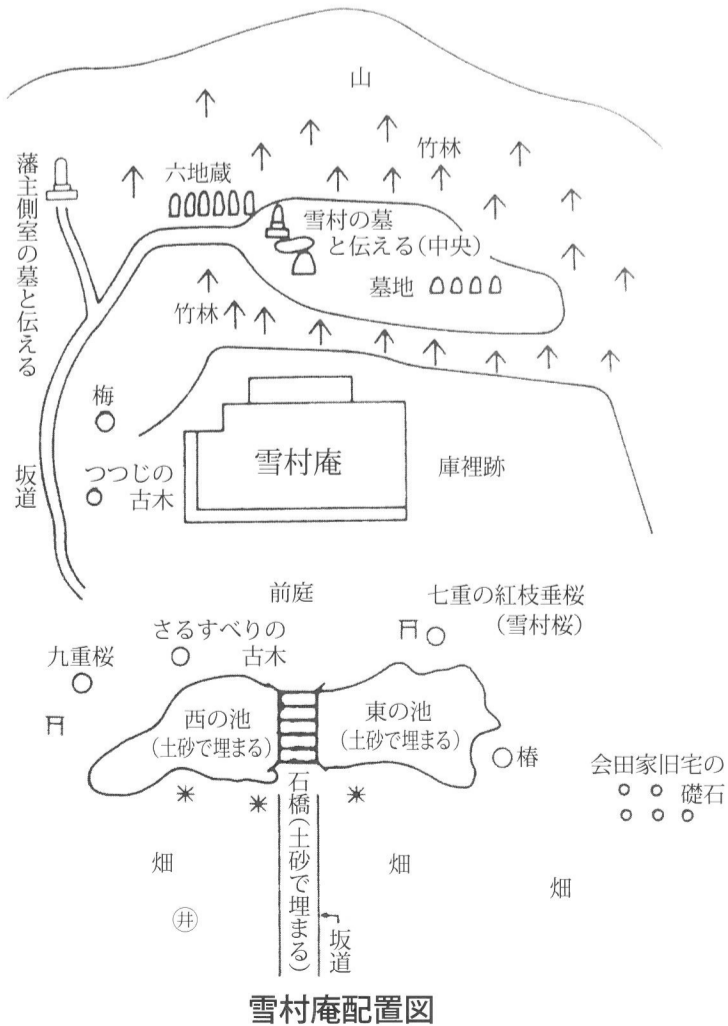 山
竹林
六地蔵
藩主側室の墓と伝える
雪村の墓
と伝える(中央)
墓地
竹林
梅
雪村庵
庫裡跡
つつじの
古木
坂道
前庭
七重の紅枝垂桜
(雪村桜)
さるすべりの
古木
九重桜
西の池
(土砂で埋まる)
東の池
(土砂で埋まる)
椿
会田家旧宅の
礎石
石橋(土砂で埋まる)
畑
畑
畑
井
坂道
雪村庵配置図